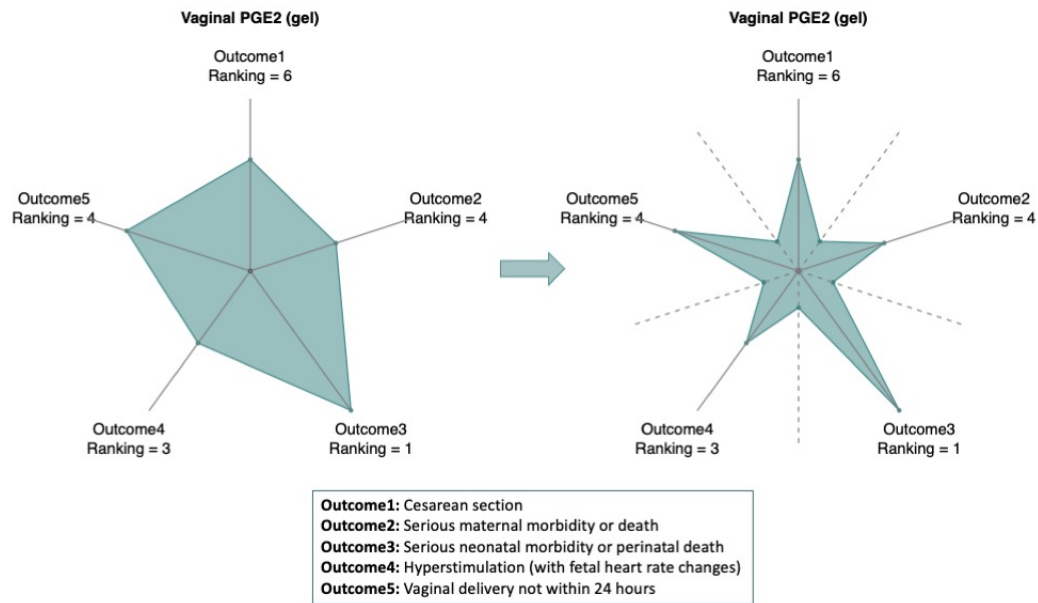 Vaginal PGE2 (gel)
Outcome1
Ranking = 6
Outcome5
Ranking = 4
Outcome2
Ranking = 4
Outcome4
Ranking = 3
Outcome3
Ranking = 1
Vaginal PGE2 (gel)
Outcome1
Ranking = 6
Outcome5
Ranking = 4
Outcome2
Ranking = 4
Outcome4
Ranking = 3
Outcome3
Ranking = 1
Outcome1: Cesarean section
Outcome2: Serious maternal morbidity or death
Outcome3: Serious neonatal morbidity or perinatal death
Outcome4: Hyperstimulation (with fetal heart rate changes)
Outcome5: Vaginal delivery not within 24 hours